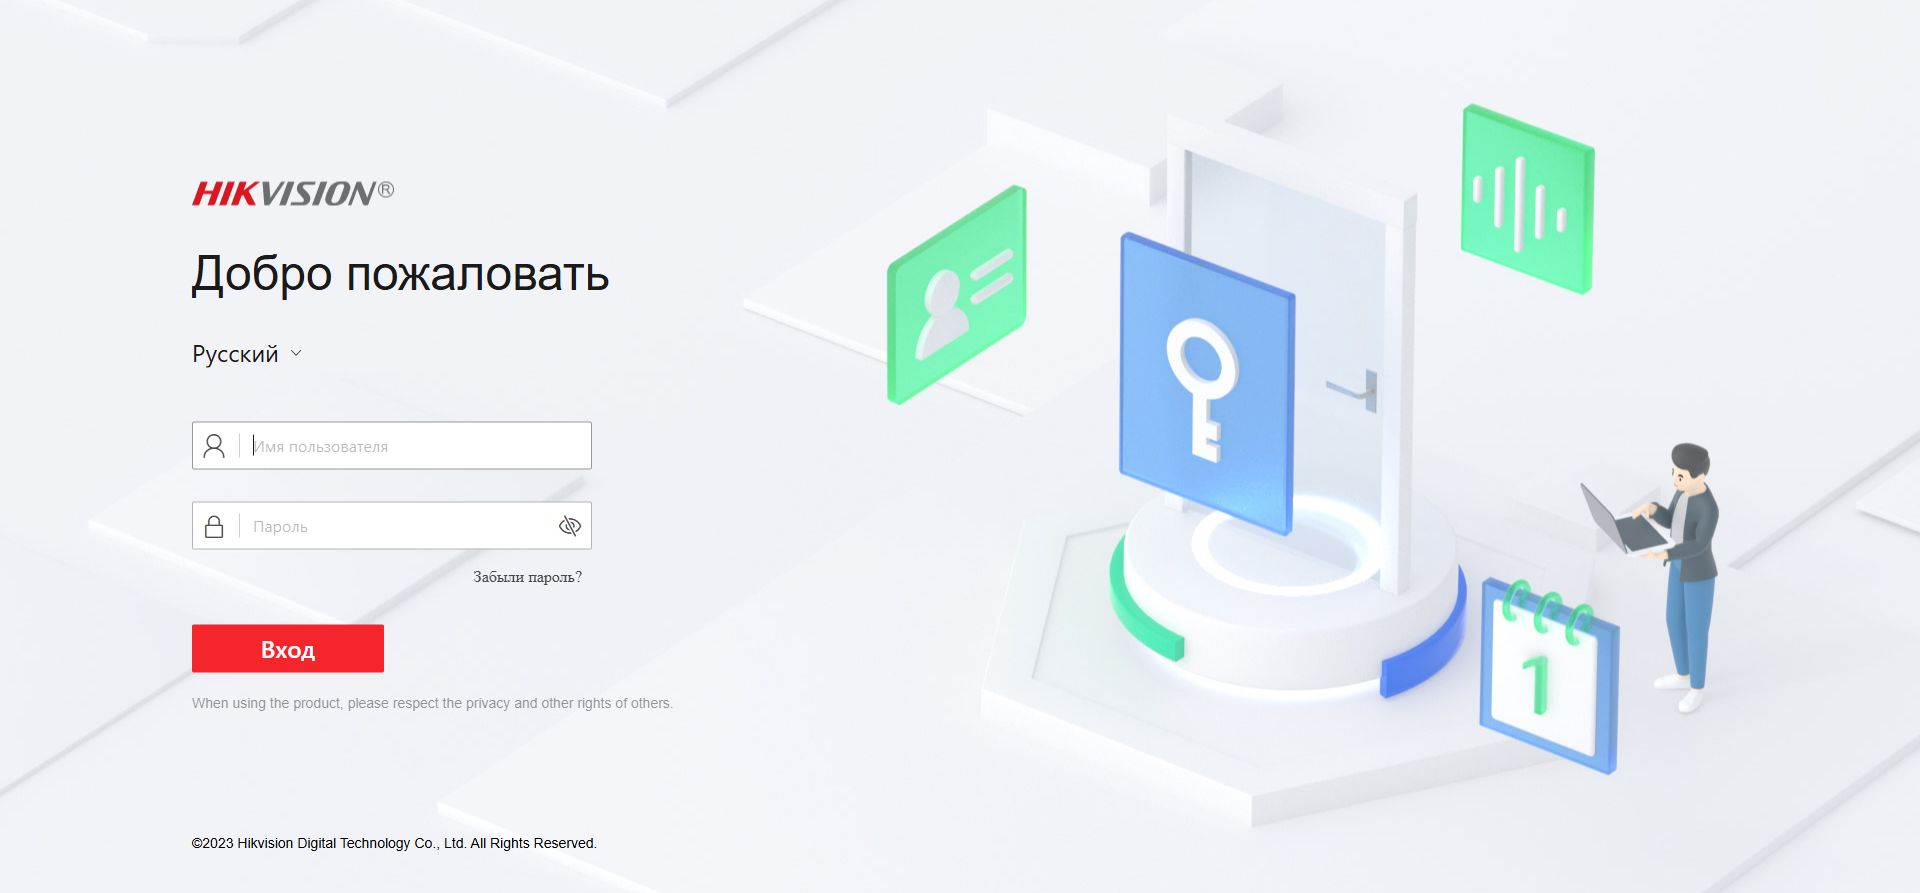 HIKVISION®
Добро пожаловать
Русский
Имя пользователя
Пароль
Забыли пароль?
Вход
When using the product, please respect the privacy and other rights of others.
©2023 Hikvision Digital Technology Co., Ltd. All Rights Reserved.
1